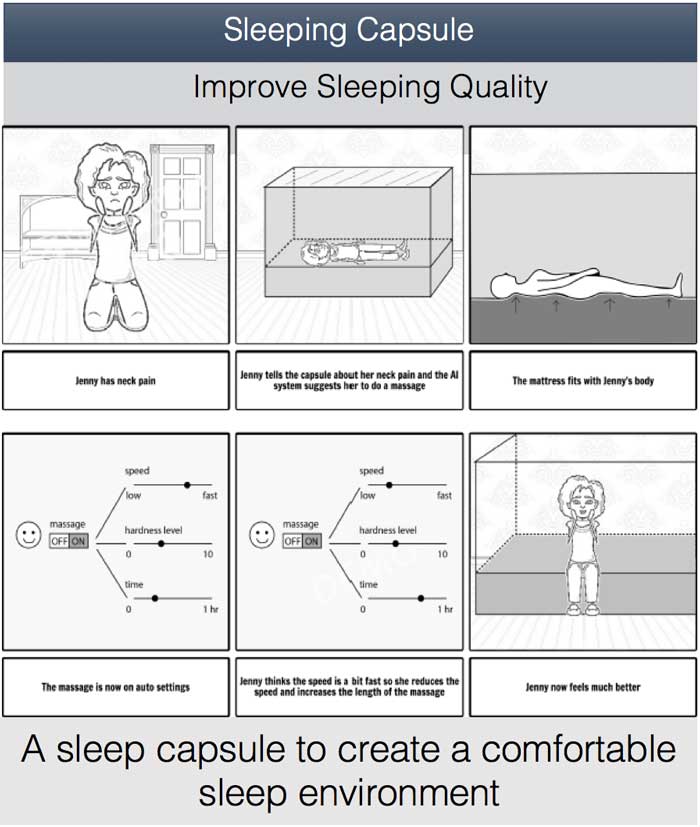 Sleeping Capsule
Improve Sleeping Quality
Jenny has neck pain
Jenny tells the capsule about her neck pain and the AI
system suggests her to do a massage
The mattress fits with Jenny's body
speed
low fast
massage
OFF ON
hardness level
0 10
time
0 1 hr
speed
low fast
massage
OFF ON
hardness level
0 10
time
0 1 hr
The massage is now on auto settings
Jenny thinks the speed is a bit fast so she reduces the
speed and increases the length of the massage
Jenny now feels much better
A sleep capsule to create a comfortable
sleep environment